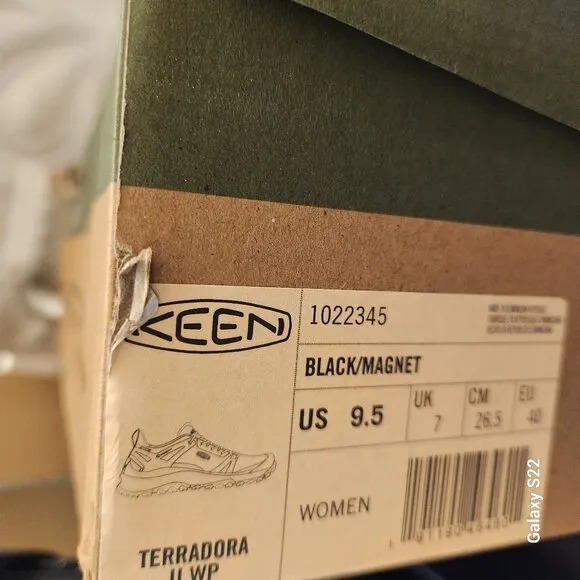 KEEN
1022345
BLACK/MAGNET
US 9.5
UK 7
CM 26.5
EU 40
WOMEN
KEEN
TERRADORA
II WP
Galaxy S22